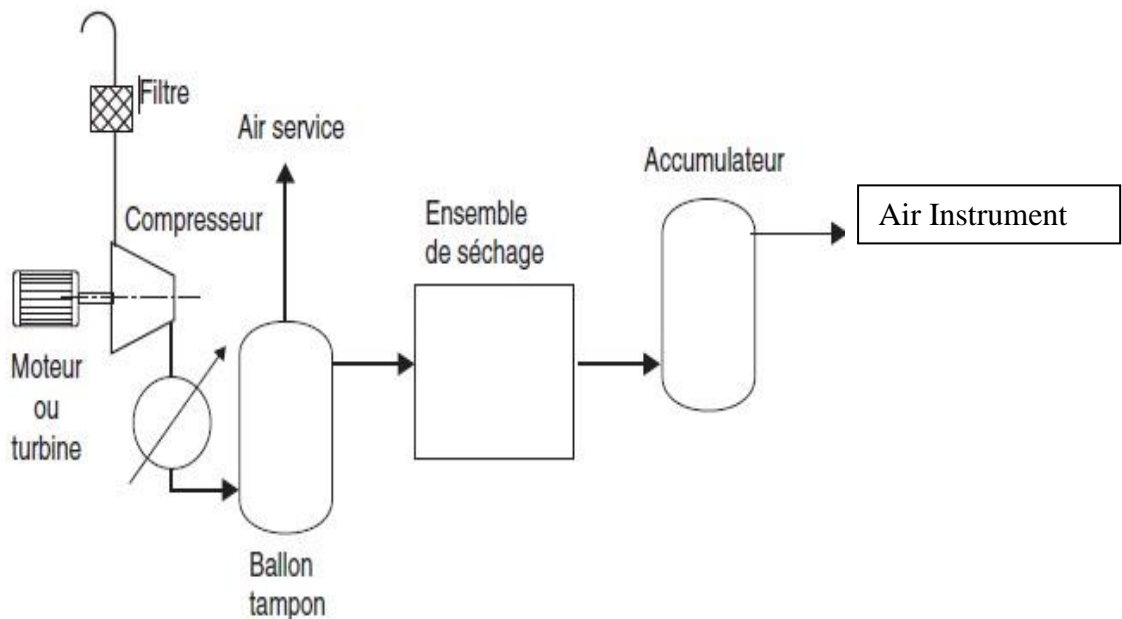 Filtre
Air service
Accumulateur
Air Instrument
Compresseur
Ensemble
de séchage
Moteur
ou
turbine
Ballon
tampon